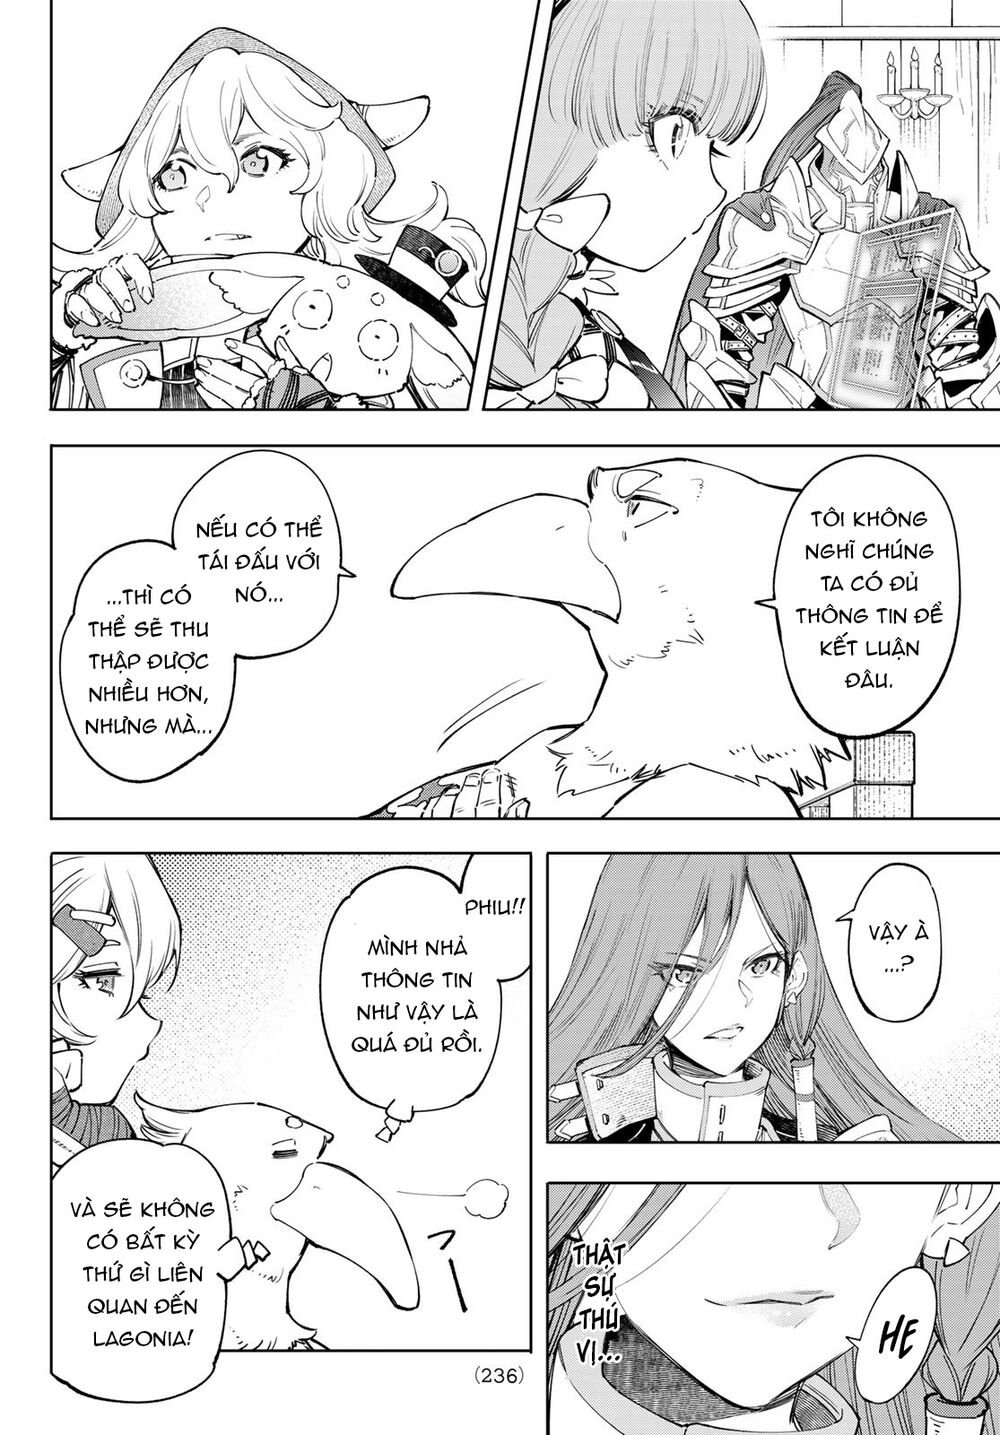 TÔI KHÔNG
NGHĨ CHÚNG
TA CÓ ĐỦ
THÔNG TIN ĐỂ
KẾT LUẬN
ĐÂU.
NẾU CÓ THỂ
TÁI ĐẤU VỚI
NÓ...
...THÌ CÓ
THỂ SẼ THU
THẬP ĐƯỢC
NHIỀU HƠN,
NHƯNG MÀ...
VẬY À
...?
HE
THẬT
SỰ
THÚ
VỊ...
PHIU!!
MÌNH NHẢ
THÔNG TIN
NHƯ VẬY LÀ
QUÁ ĐỦ RỒI.
VÀ SẼ KHÔNG
CÓ BẤT KỲ
THỨ GÌ LIÊN
QUAN ĐẾN
LAGONIA!
フー
(236)